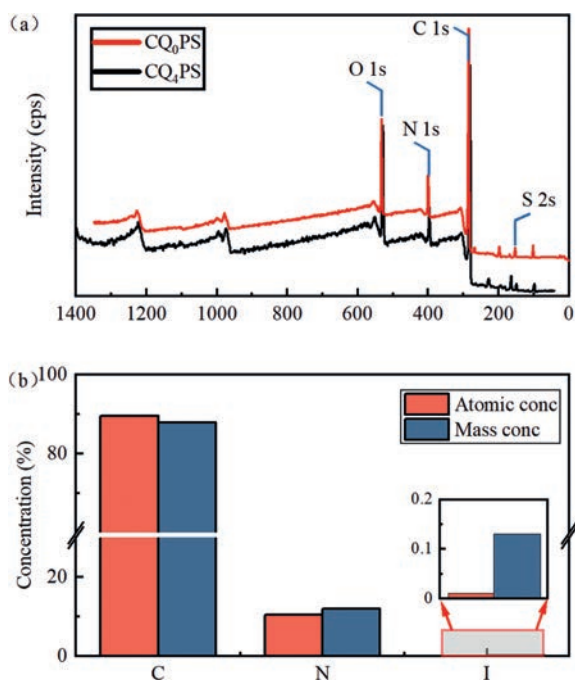 (a)
CQ₀PS
CQ₄PS
C 1s
O 1s
N 1s
S 2s
Intensity (cps)
1400 1200 1000 800 600 400 200 0
(b)
100
80
20
0
Concentration (%)
Atomic conc
Mass conc
0.2
0.1
0
C N I